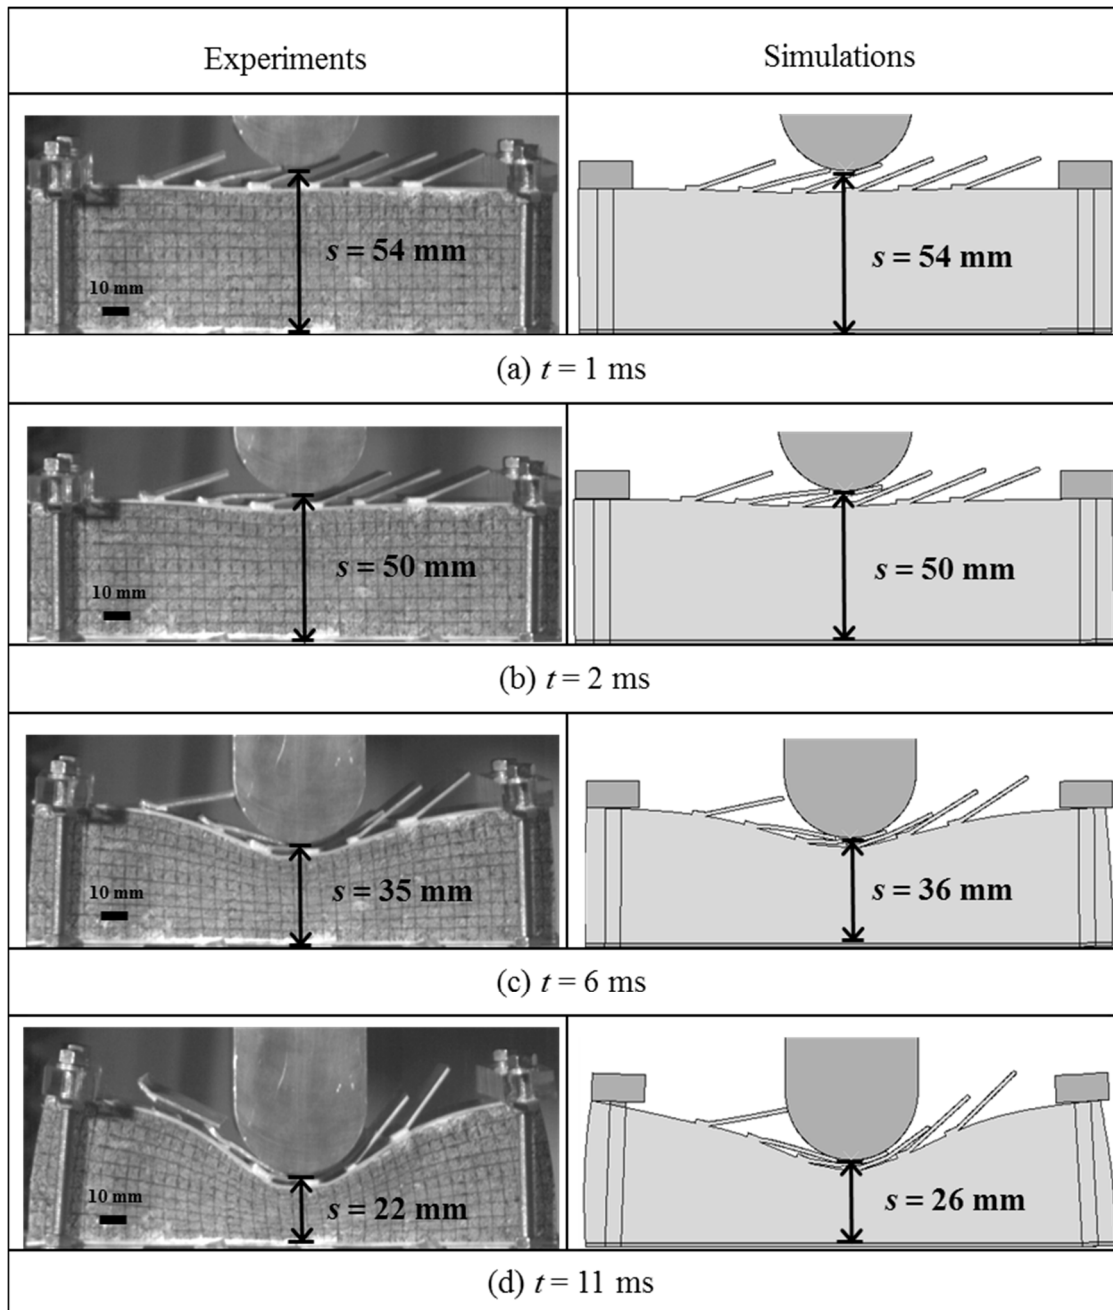 Experiments
Simulations
s = 54 mm
10 mm
s = 54 mm
(a) t = 1 ms
s = 50 mm
10 mm
s = 50 mm
(b) t = 2 ms
s = 35 mm
10 mm
s = 36 mm
(c) t = 6 ms
s = 22 mm
10 mm
s = 26 mm
(d) t = 11 ms